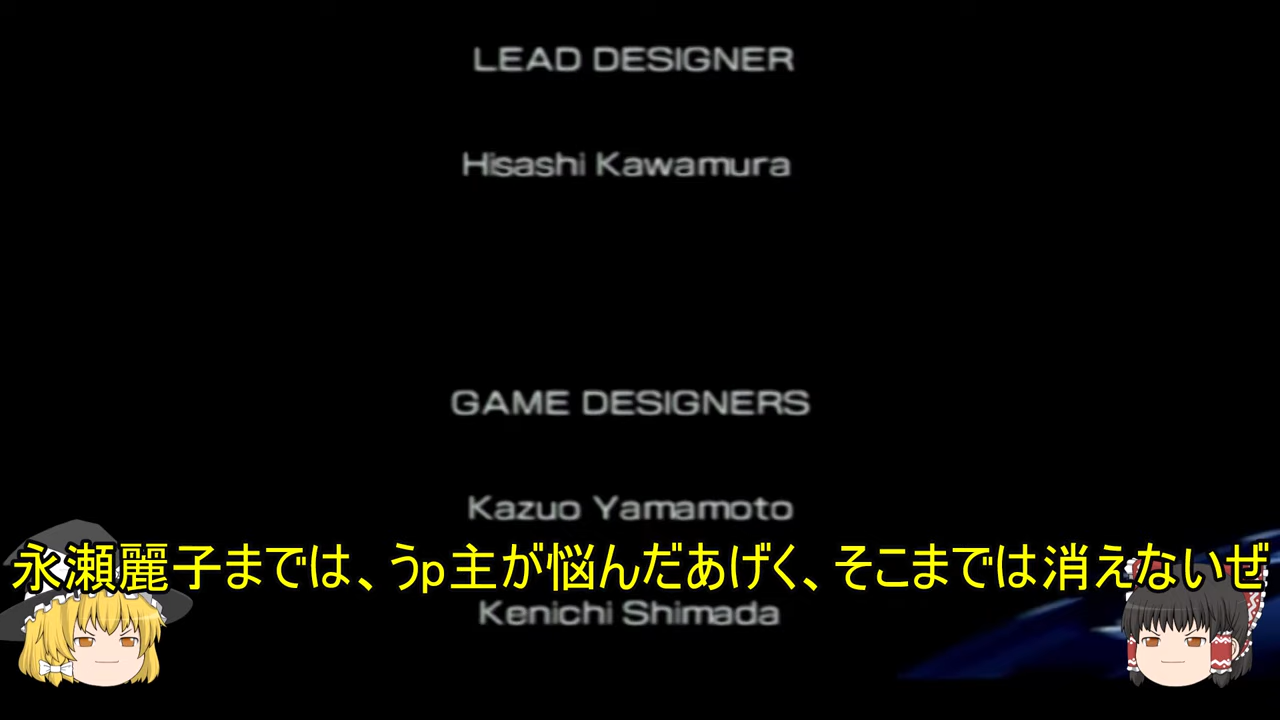 LEAD DESIGNER
Hisashi Kawamura
GAME DESIGNERS
Kazuo Yamamoto
永瀬麗子までは、うp主が悩んだあげく、そこまでは消えないぜ
Kenichi Shimada